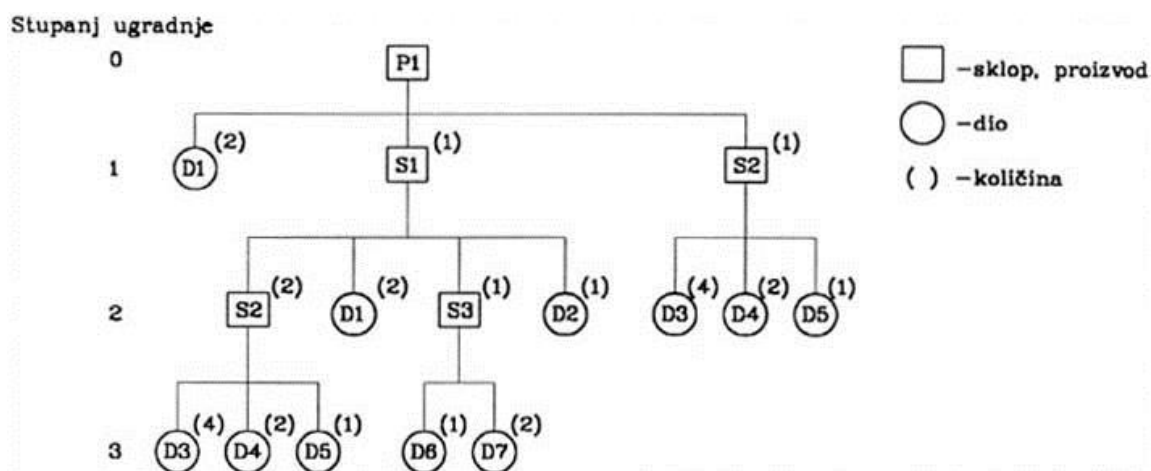 Stupanj ugradnje
0
P1
-sklop, proizvod
-dio
( ) -količina
1
D1 (2)
S1 (1)
S2 (1)
2
S2 (2)
D1 (2)
S3 (1)
D2 (1)
D3 (4)
D4 (2)
D5 (1)
3
D3 (4)
D4 (2)
D5 (1)
D6 (1)
D7 (2)